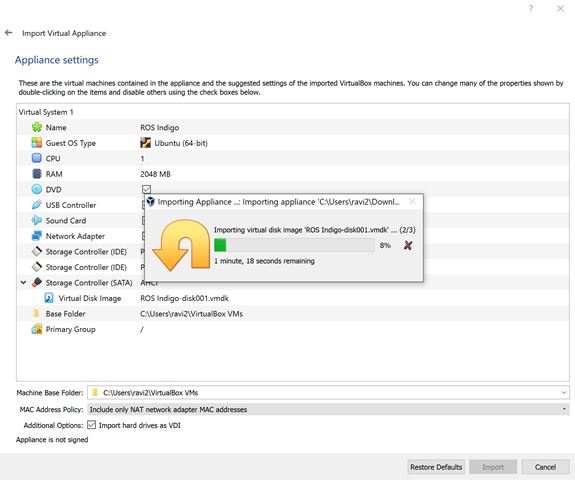 ?
Import Virtual Appliance
Appliance settings
These are the virtual machines contained in the appliance and the suggested settings of the imported VirtualBox machines. You can change many of the properties shown by
double-clicking on the items and disable others using the check boxes below.
Virtual System 1
Name ROS Indigo
Guest OS Type Ubuntu (64-bit)
CPU 1
RAM 2048 MB
DVD
USB Controller
Sound Card
Network Adapter
Storage Controller (IDE) P
Storage Controller (IDE) P
Storage Controller (SATA) AHCI
Virtual Disk Image ROS Indigo-disk001.vmdk
Base Folder C:\Users\ravi2\VirtualBox VMs
Primary Group /
Importing Appliance ...: Importing appliance 'C:\Users\ravi2\Downl...
Importing virtual disk image 'ROS Indigo-disk001.vmdk' ... (2/3)
8%
1 minute, 18 seconds remaining
Machine Base Folder: C:\Users\ravi2\VirtualBox VMs
MAC Address Policy: Include only NAT network adapter MAC addresses
Additional Options: Import hard drives as VDI
Appliance is not signed
Restore Defaults Import Cancel